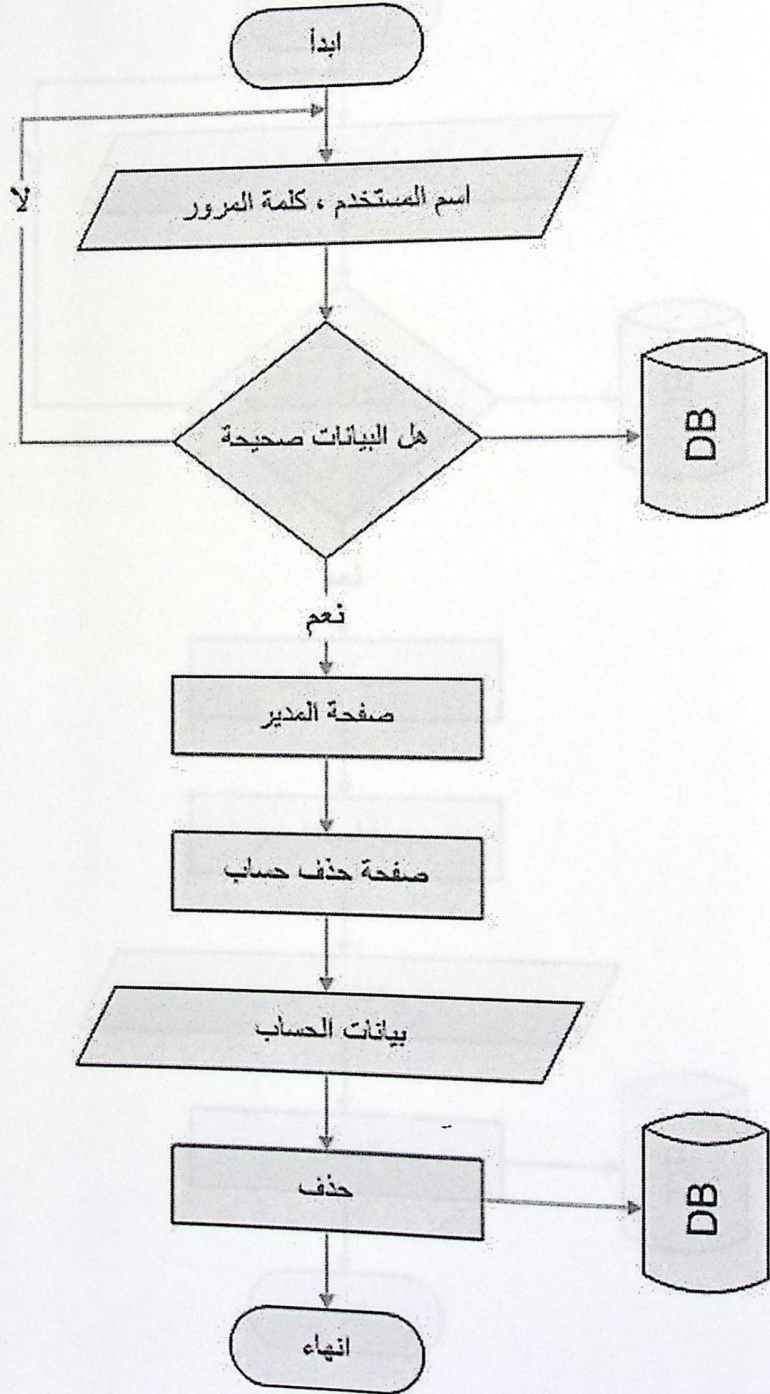 ابدأ
اسم المستخدم ، كلمة المرور
لا
هل البيانات صحيحة
DB
نعم
صفحة المدير
صفحة حذف حساب
بيانات الحساب
حذف
DB
انهاء